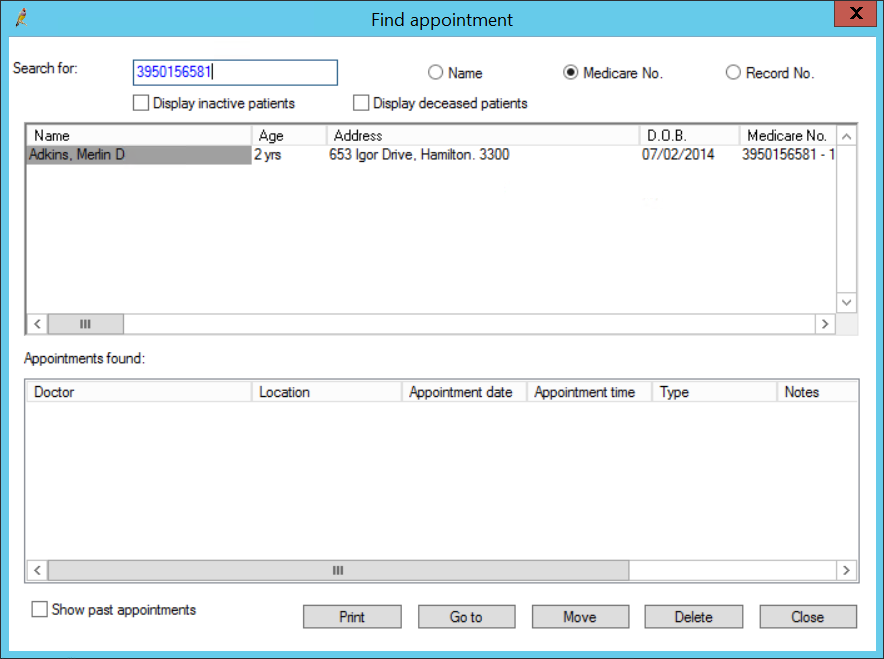 Find appointment
X
Search for:
3950156581
Name
Medicare No.
Record No.
Display inactive patients
Display deceased patients
Name Age Address D.O.B. Medicare No.
Adkins, Merlin D 2 yrs 653 Igor Drive, Hamilton. 3300 07/02/2014 3950156581 - 1
Appointments found:
Doctor Location Appointment date Appointment time Type Notes
Show past appointments
Print
Go to
Move
Delete
Close